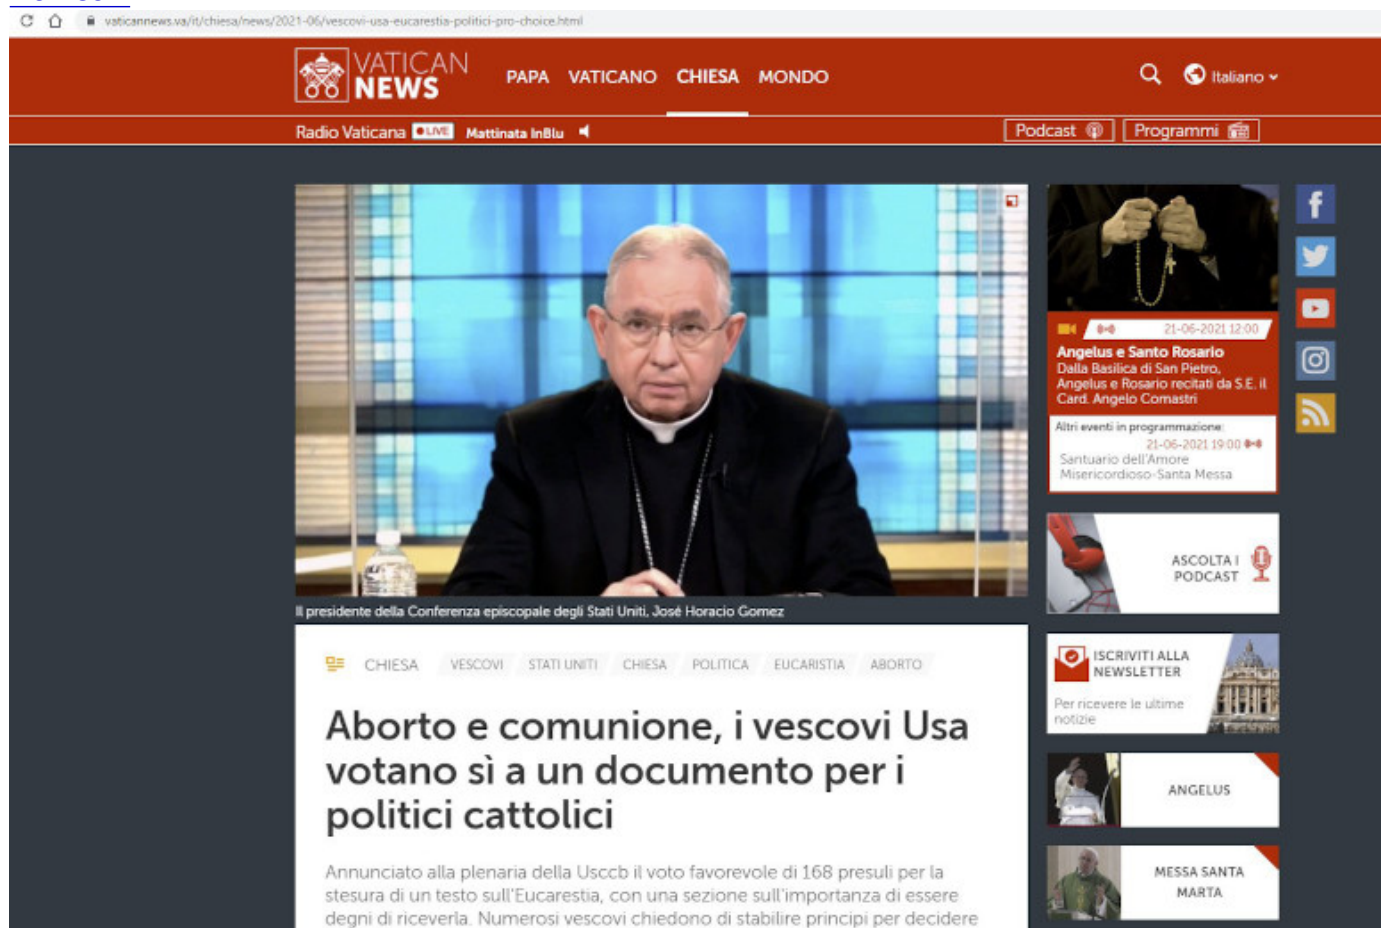 vaticannews.va/it/chiesa/news/2021-06/vescovi-usa-eucarestia-politici-pro-choice.html
VATICAN
NEWS
PAPA VATICANO CHIESA MONDO
Italiano
Radio Vaticana LIVE Mattinata InBlu
Podcast Programmi
21-06-2021 12:00
Angelus e Santo Rosario
Dalla Basilica di San Pietro,
Angelus e Rosario recitati da S.E. il
Card. Angelo Comastri
Altri eventi in programmazione:
21-06-2021 19:00
Santuario dell'Amore
Misericordioso-Santa Messa
ASCOLTA I
PODCAST
Il presidente della Conferenza episcopale degli Stati Uniti, José Horacio Gomez
CHIESA VESCOVI STATI UNITI CHIESA POLITICA EUCARISTIA ABORTO
Aborto e comunione, i vescovi Usa
votano sì a un documento per i
politici cattolici
Annunciato alla plenaria della Usccb il voto favorevole di 168 presuli per la
stesura di un testo sull'Eucarestia, con una sezione sull'importanza di essere
degni di riceverla. Numerosi vescovi chiedono di stabilire principi per decidere
ISCRIVITI ALLA
NEWSLETTER
Per ricevere le ultime
notizie
ANGELUS
MESSA SANTA
MARTA